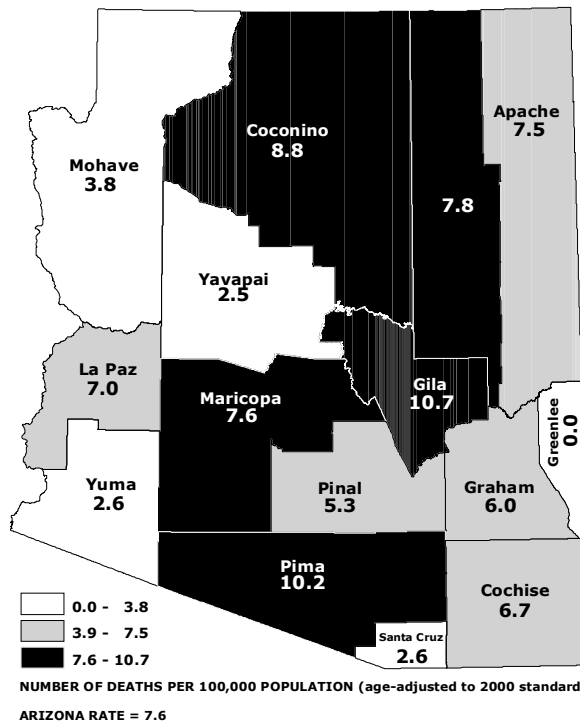 Apache
7.5
Coconino
8.8
Mohave
3.8
7.8
Yavapai
2.5
La Paz
7.0
Maricopa
7.6
Gila
10.7
Greenlee
0.0
Yuma
2.6
Pinal
5.3
Graham
6.0
Pima
10.2
Cochise
6.7
Santa Cruz
2.6
0.0 - 3.8
3.9 - 7.5
7.6 - 10.7
NUMBER OF DEATHS PER 100,000 POPULATION (age-adjusted to 2000 standard
ARIZONA RATE = 7.6